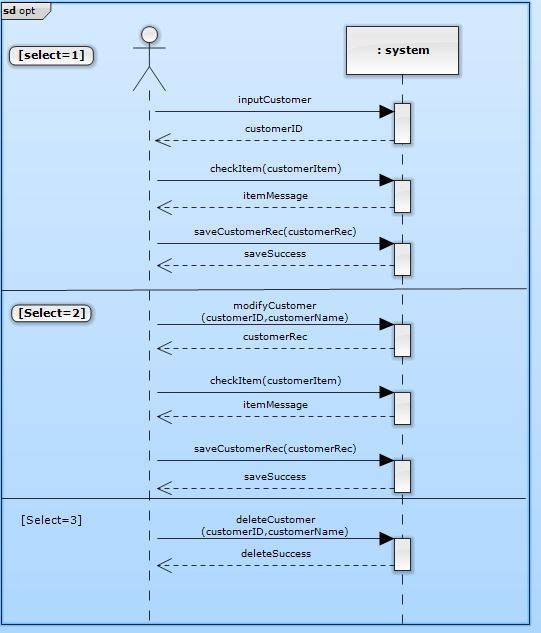 sd opt
[select=1]
: system
inputCustomer
customerID
checkItem(customerItem)
itemMessage
saveCustomerRec(customerRec)
saveSuccess
[Select=2]
modifyCustomer
(customerID,customerName)
customerRec
checkItem(customerItem)
itemMessage
saveCustomerRec(customerRec)
saveSuccess
[Select=3]
deleteCustomer
(customerID,customerName)
deleteSuccess